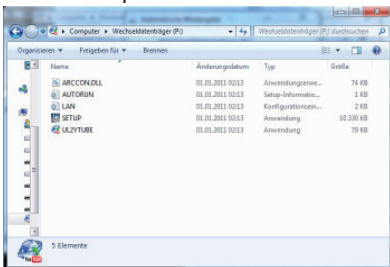 Computer ▸ Wechseldatenträger (P:)
Wechseldatenträger (P:) durchsuchen
Organisieren
Freigeben für
Brennen
Name Änderungsdatum Typ Größe
ARCCON.DLL 01.01.2011 02:13 Anwendungserwe... 74 KB
AUTORUN 01.01.2011 02:13 Setup-Informatio... 1 KB
LAN 01.01.2011 02:13 Konfigurationsein... 2 KB
SETUP 01.01.2011 02:13 Anwendung 10.330 KB
UL2YTUBE 01.01.2011 02:13 Anwendung 79 KB
5 Elemente